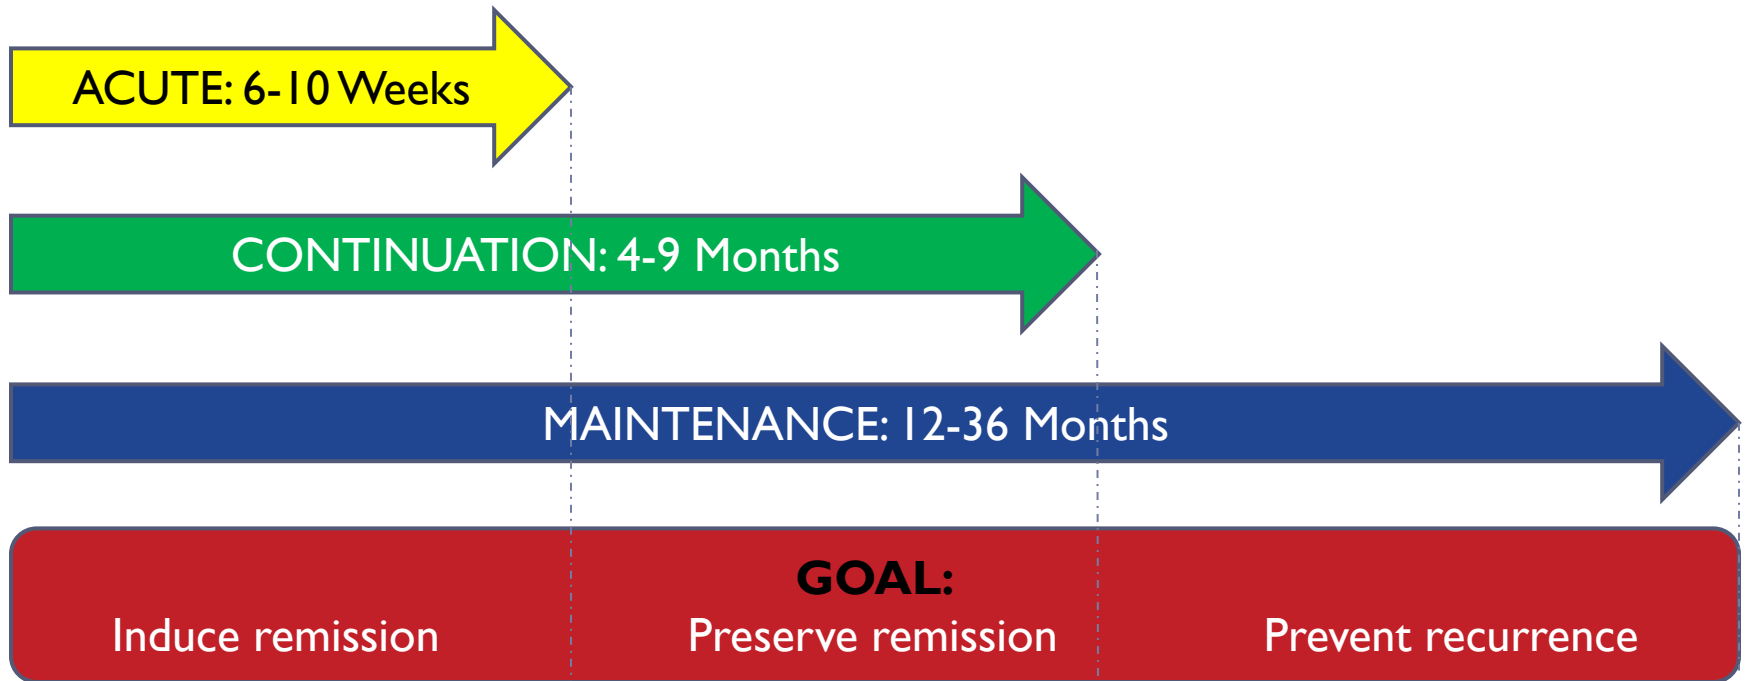 ACUTE: 6-10 Weeks
CONTINUATION: 4-9 Months
MAINTENANCE: 12-36 Months
GOAL:
Induce remission
Preserve remission
Prevent recurrence